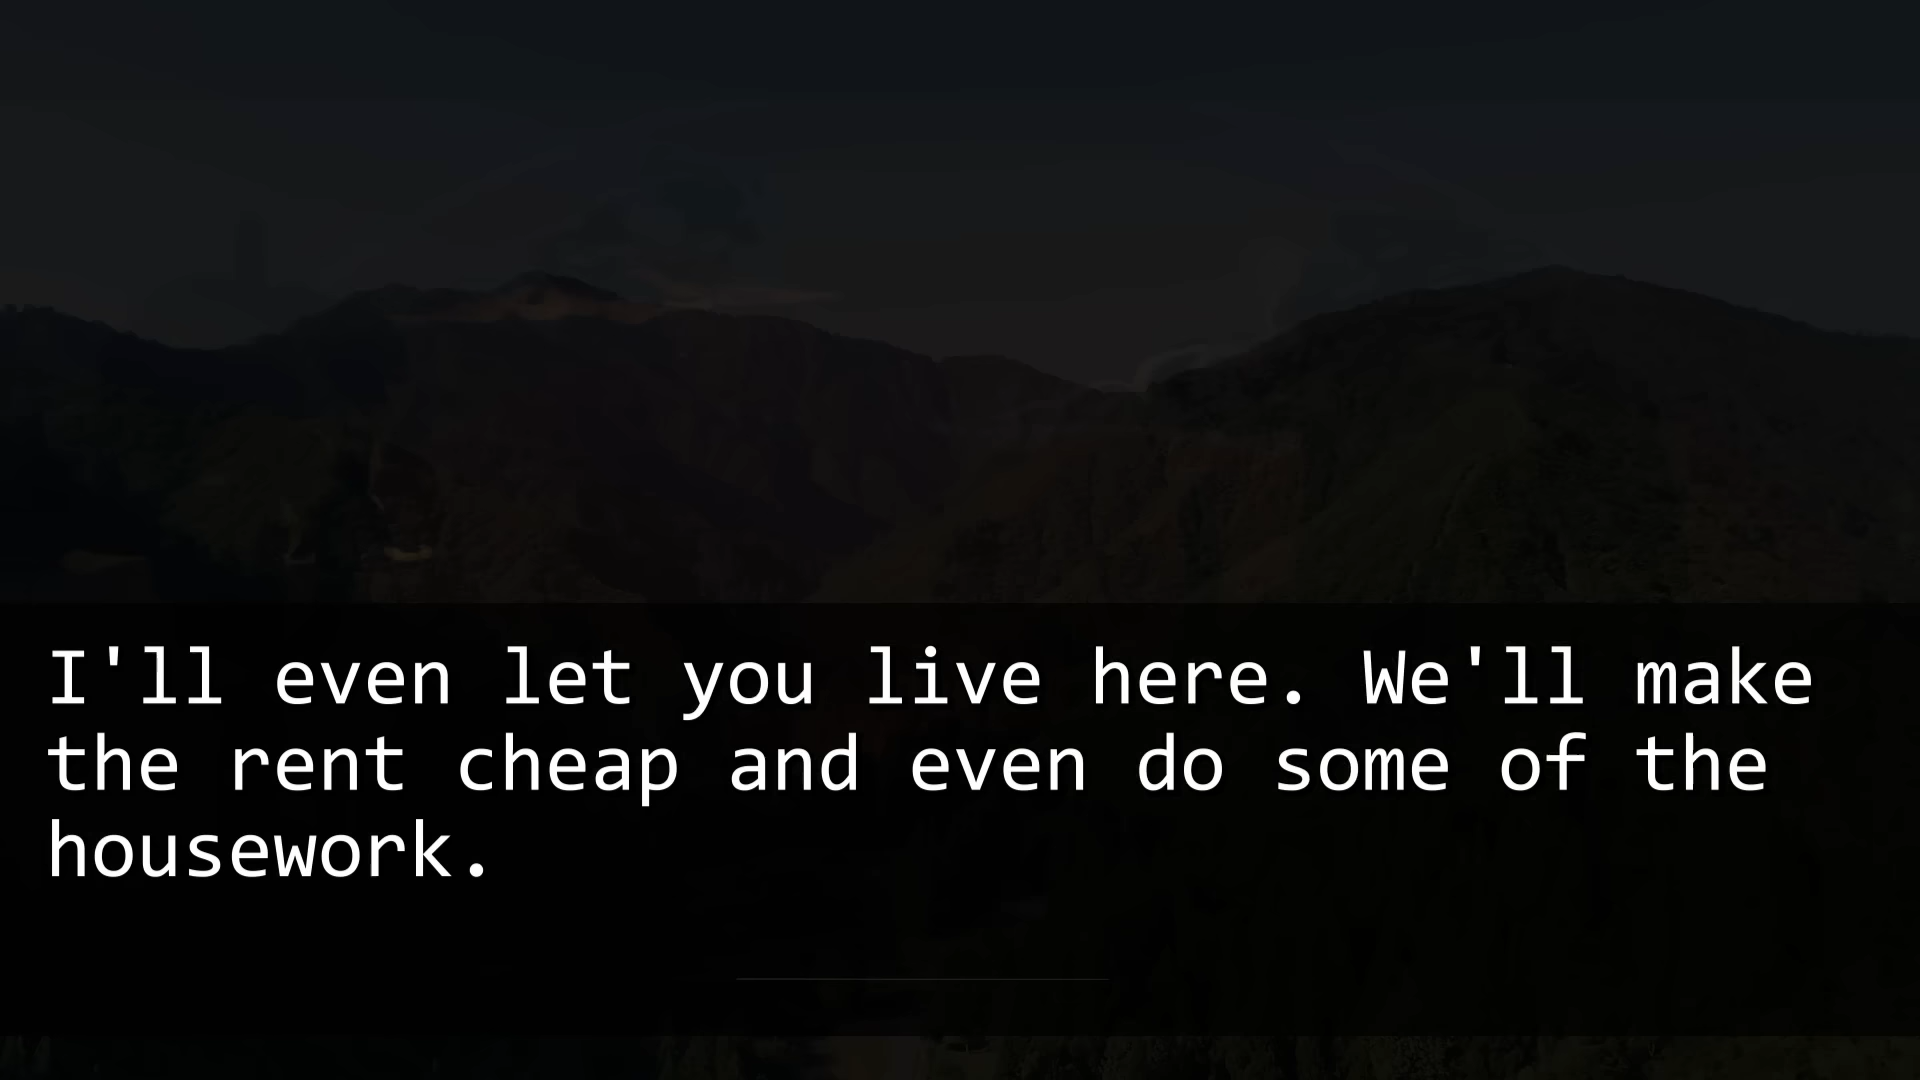 I'll even let you live here. We'll make
the rent cheap and even do some of the
housework.